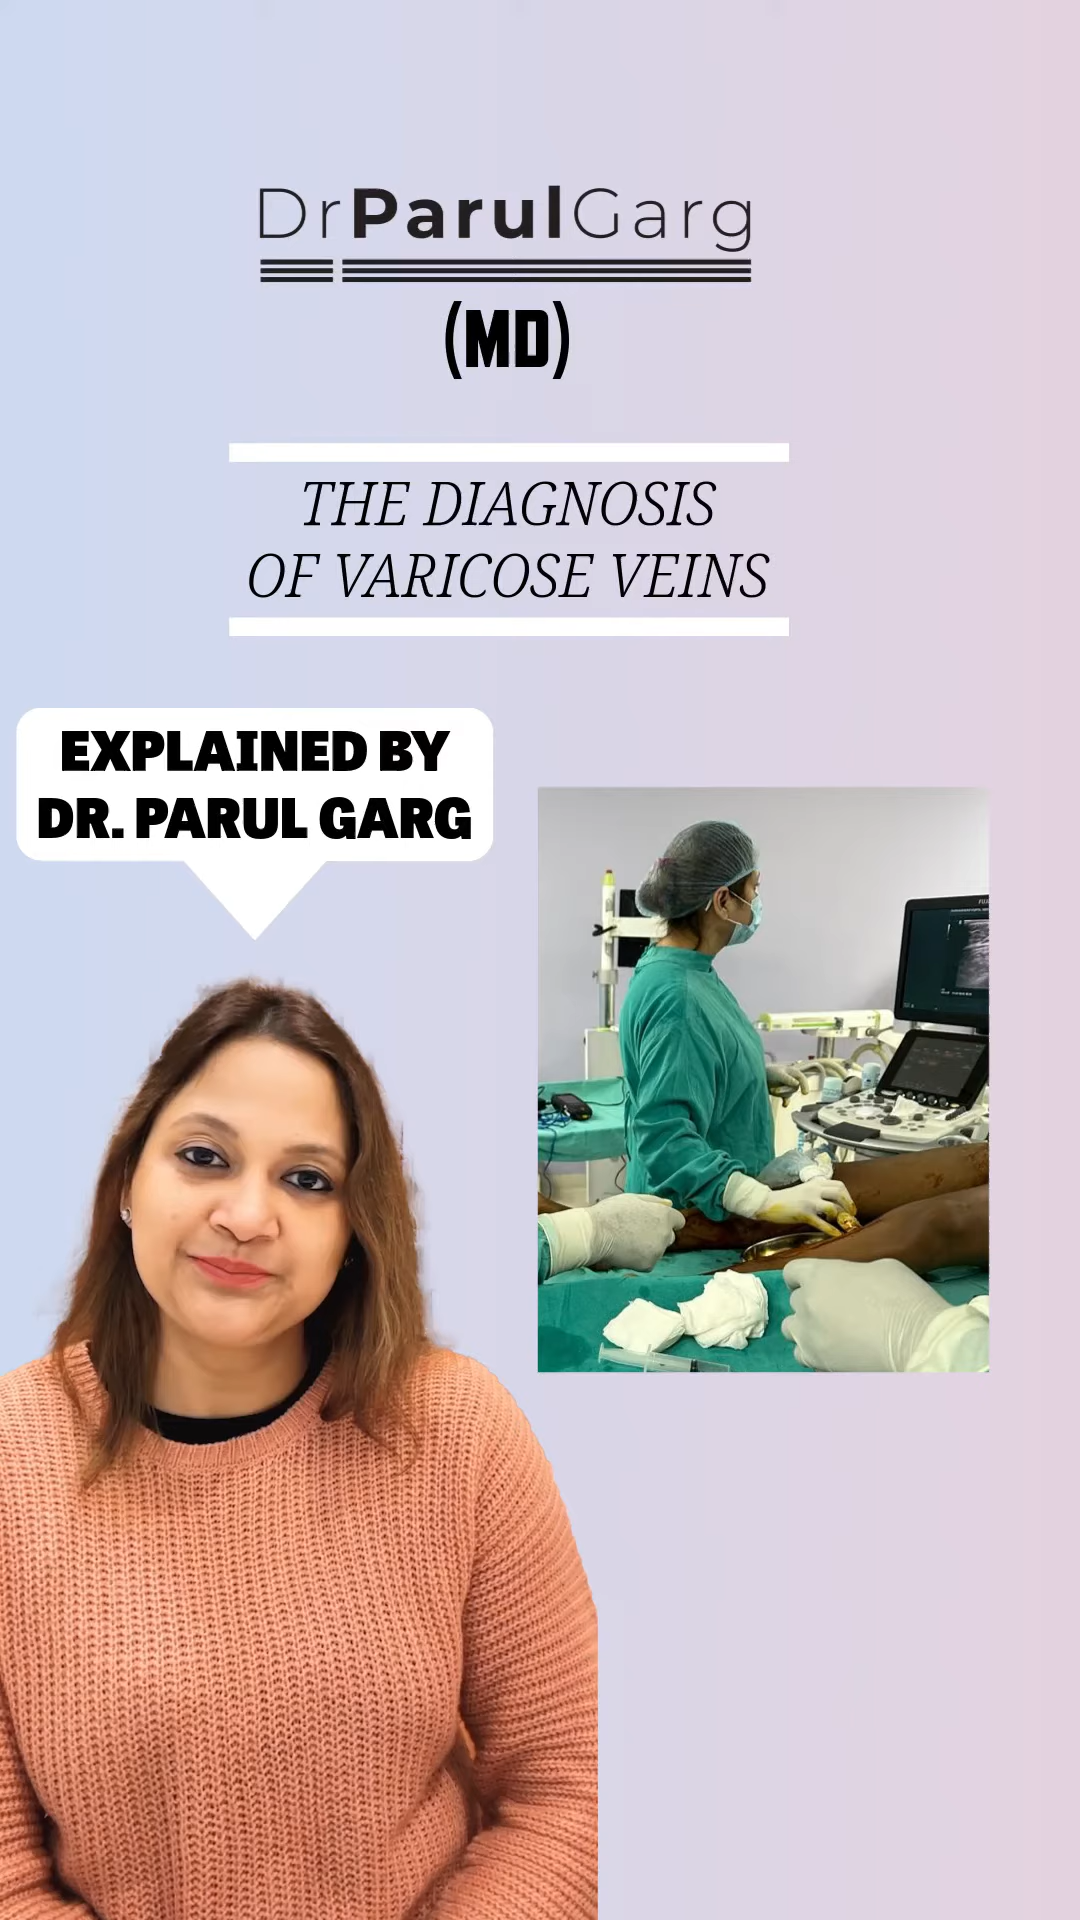 DrParulGarg
(MD)
THE DIAGNOSIS
OF VARICOSE VEINS
EXPLAINED BY
DR. PARUL GARG